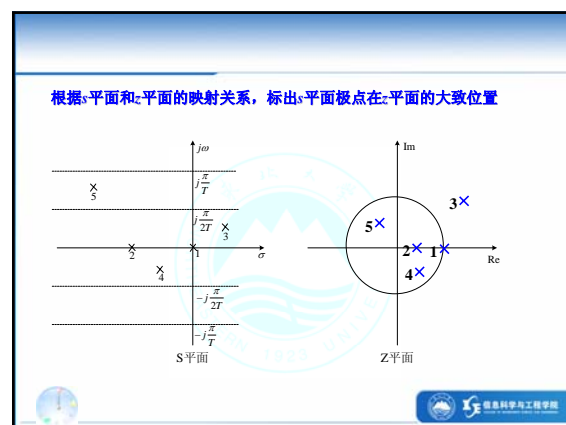 根据s平面和z平面的映射关系，标出s平面极点在z平面的大致位置
jω
j π/T
5
j π/2T
3
2
1
σ
4
-j π/2T
-j π/T
S平面
Im
3
5
2
1
Re
4
Z平面
信息科学与工程学院